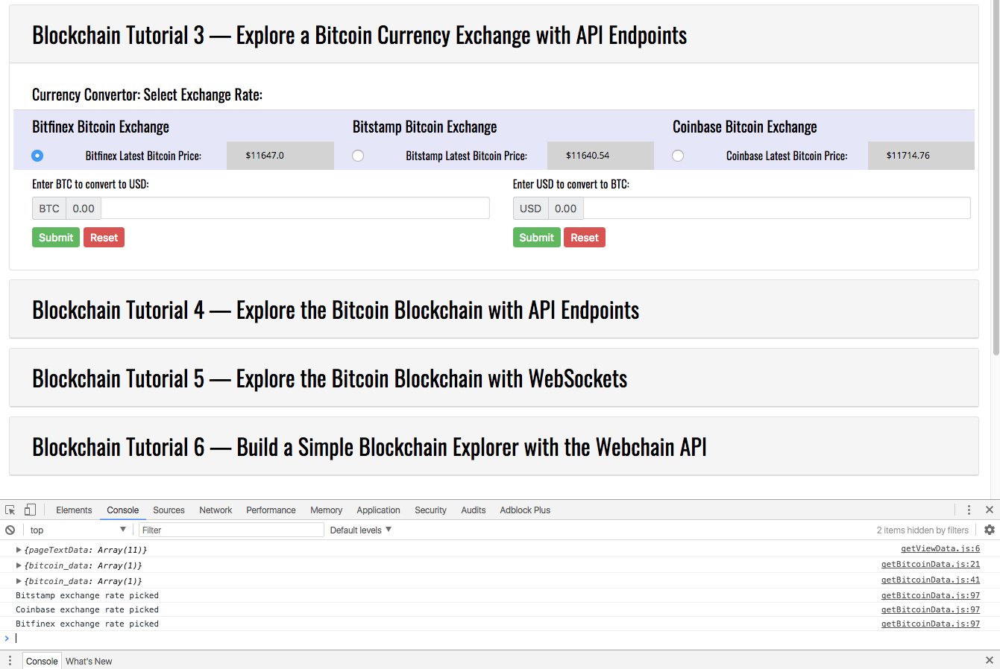 Blockchain Tutorial 3 — Explore a Bitcoin Currency Exchange with API Endpoints
Currency Convertor: Select Exchange Rate:
Bitfinex Bitcoin Exchange
Bitfinex Latest Bitcoin Price: $11647.0
Bitstamp Bitcoin Exchange
Bitstamp Latest Bitcoin Price: $11640.54
Coinbase Bitcoin Exchange
Coinbase Latest Bitcoin Price: $11714.76
Enter BTC to convert to USD:
BTC 0.00
Submit Reset
Enter USD to convert to BTC:
USD 0.00
Submit Reset
Blockchain Tutorial 4 — Explore the Bitcoin Blockchain with API Endpoints
Blockchain Tutorial 5 — Explore the Bitcoin Blockchain with WebSockets
Blockchain Tutorial 6 — Build a Simple Blockchain Explorer with the Webchain API
Elements Console Sources Network Performance Memory Application Security Audits Adblock Plus
top Filter Default levels 2 items hidden by filters
{pageTextData: Array(11)} getViewData.js:6
{bitcoin_data: Array(1)} getBitcoinData.js:21
{bitcoin_data: Array(1)} getBitcoinData.js:41
Bitstamp exchange rate picked getBitcoinData.js:97
Coinbase exchange rate picked getBitcoinData.js:97
Bitfinex exchange rate picked getBitcoinData.js:97
Console What's New